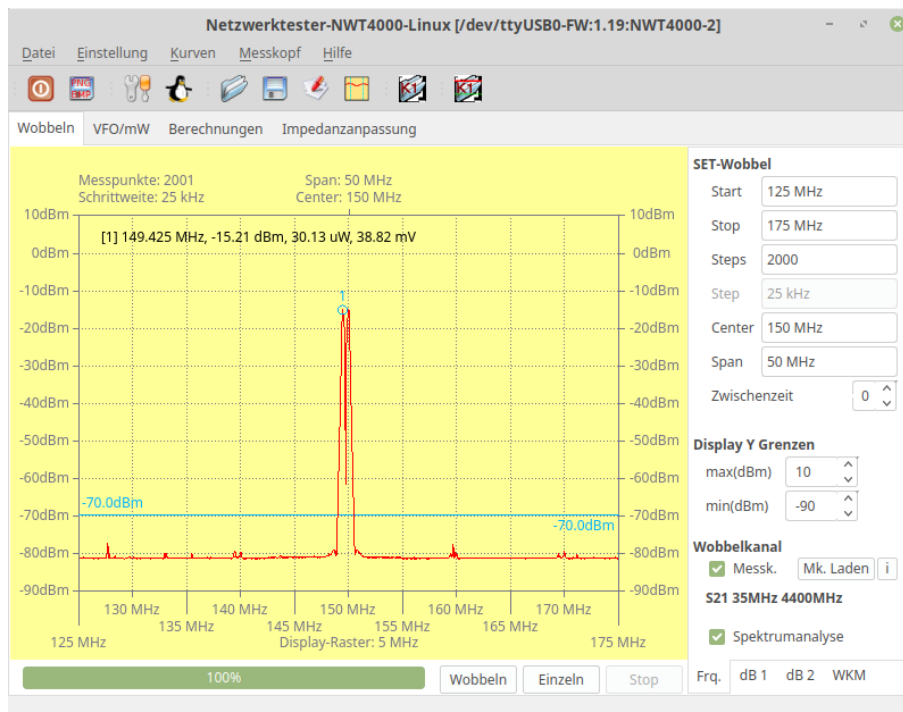 Netzwerktester-NWT4000-Linux [/dev/ttyUSB0-FW:1.19:NWT4000-2]
Datei Einstellung Kurven Messkopf Hilfe
PNG
BMP
K1
K1
Wobbeln VFO/mW Berechnungen Impedanzanpassung
Messpunkte: 2001 Span: 50 MHz
Schrittweite: 25 kHz Center: 150 MHz
10dBm 10dBm
[1] 149.425 MHz, -15.21 dBm, 30.13 uW, 38.82 mV
0dBm 0dBm
-10dBm -10dBm
1
-20dBm -20dBm
-30dBm -30dBm
-40dBm -40dBm
-50dBm -50dBm
-60dBm -60dBm
-70.0dBm
-70dBm -70dBm
-70.0dBm
-80dBm -80dBm
-90dBm -90dBm
130 MHz 140 MHz 150 MHz 160 MHz 170 MHz
135 MHz 145 MHz 155 MHz 165 MHz
125 MHz Display-Raster: 5 MHz 175 MHz
100% Wobbeln Einzeln Stop
SET-Wobbel
Start 125 MHz
Stop 175 MHz
Steps 2000
Step 25 kHz
Center 150 MHz
Span 50 MHz
Zwischenzeit 0
Display Y Grenzen
max(dBm) 10
min(dBm) -90
Wobbelkanal
Messk. Mk. Laden i
S21 35MHz 4400MHz
Spektrumanalyse
Frq. dB 1 dB 2 WKM